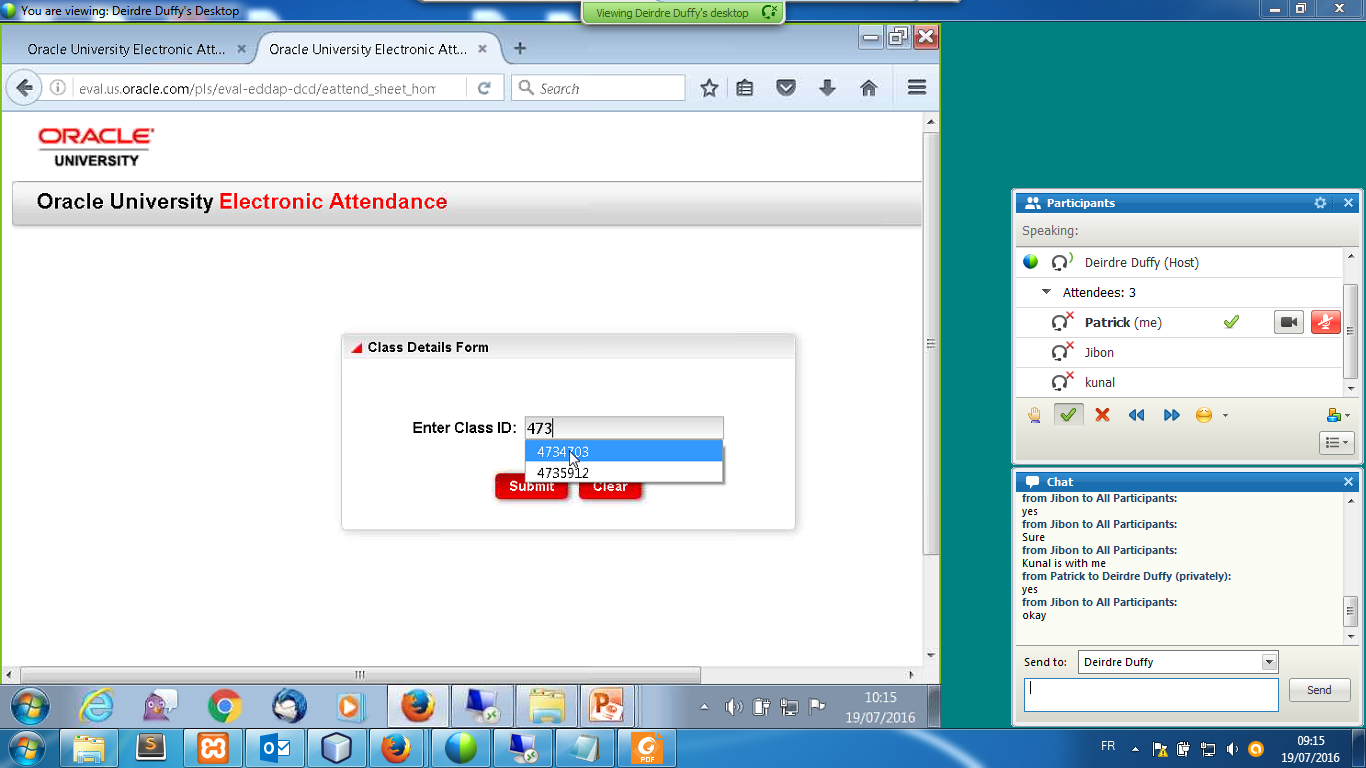 You are viewing: Deirdre Duffy's Desktop
Viewing Deirdre Duffy's desktop
Oracle University Electronic Att...
Oracle University Electronic Att...
eval.us.oracle.com/pls/eval-eddap-dcd/eattend_sheet_hom
Search
ORACLE
UNIVERSITY
Oracle University Electronic Attendance
Class Details Form
Enter Class ID: 473
4734703
4735912
Submit Clear
Participants
Speaking:
Deirdre Duffy (Host)
Attendees: 3
Patrick (me)
Jibon
kunal
Chat
from Jibon to All Participants:
yes
from Jibon to All Participants:
Sure
from Jibon to All Participants:
Kunal is with me
from Patrick to Deirdre Duffy (privately):
yes
from Jibon to All Participants:
okay
Send to: Deirdre Duffy
Send
10:15
19/07/2016
FR
09:15
19/07/2016
PDF